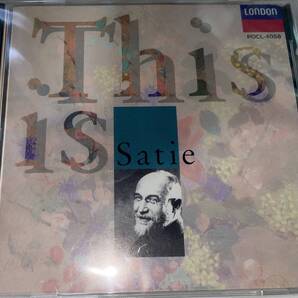 LONDON
POCL-4058
This
is
Satie